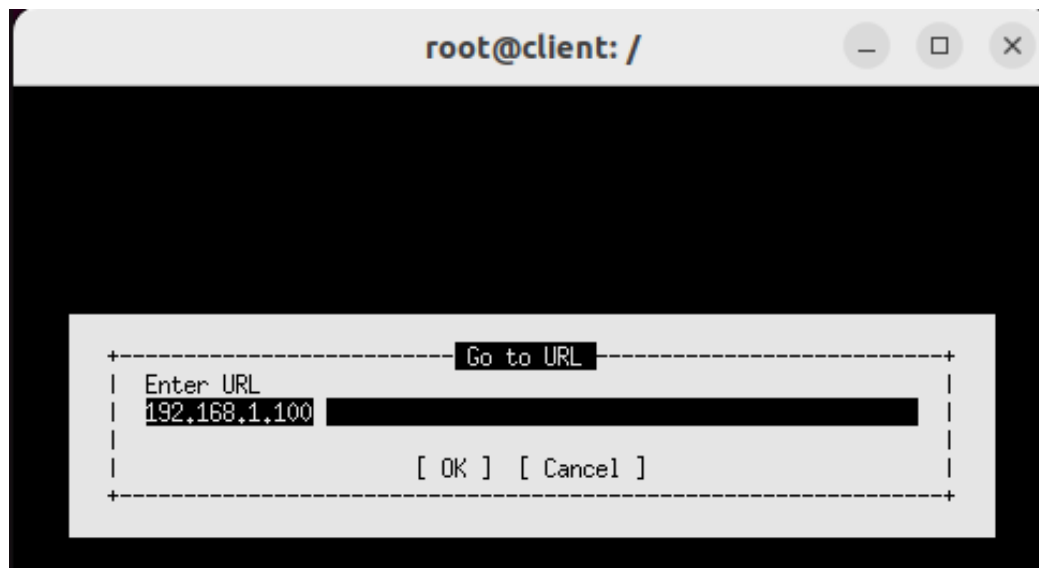 root@client: /
Go to URL
Enter URL
192.168.1.100
[ OK ] [ Cancel ]